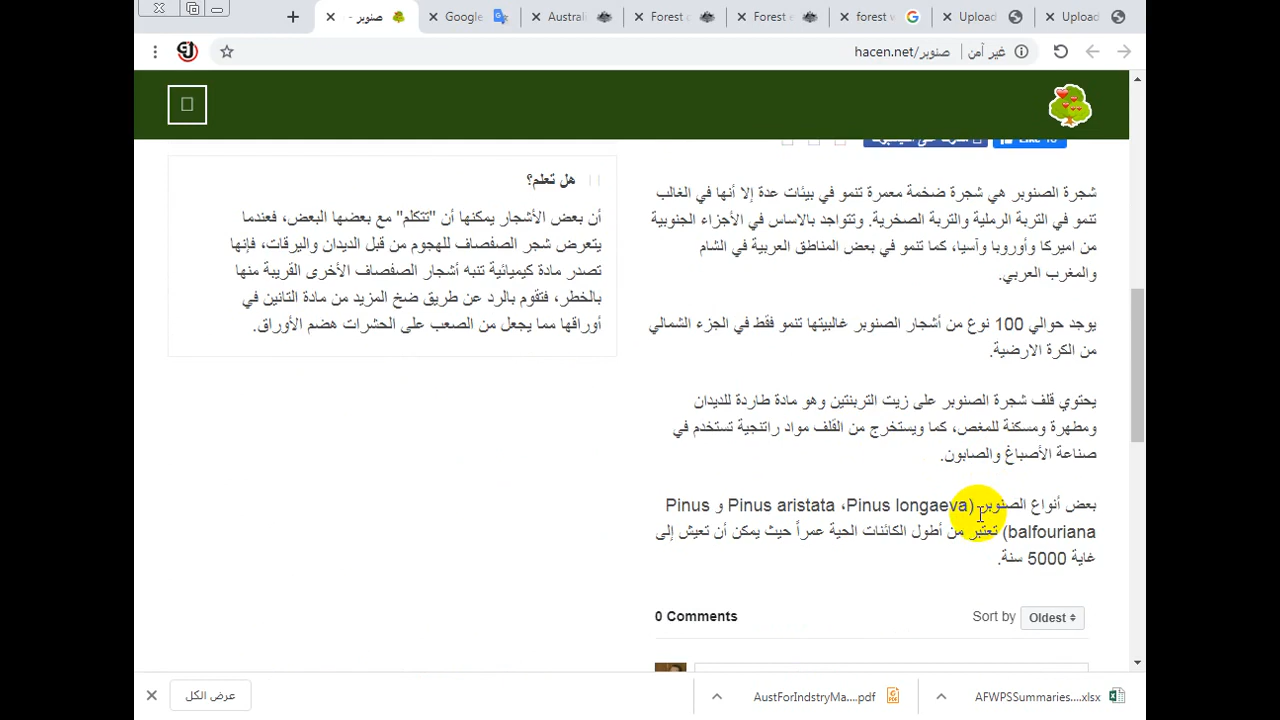 صنوبر -
Google
Austral
Forest c
Forest e
forest w
Upload
Upload
hacen.net/صنوبر
غير آمن
شجرة الصنوبر هي شجرة ضخمة معمرة تنمو في بيئات عدة إلا أنها في الغالب
تنمو في التربة الرملية والتربة الصخرية. وتتواجد بالاساس في الأجزاء الجنوبية
من اميركا وأوروبا وآسيا، كما تنمو في بعض المناطق العربية في الشام
والمغرب العربي.
يوجد حوالي 100 نوع من أشجار الصنوبر غالبيتها تنمو فقط في الجزء الشمالي
من الكرة الارضية.
يحتوي قلف شجرة الصنوبر على زيت التربنتين وهو مادة طاردة للديدان
ومطهرة ومسكنة للمغص، كما ويستخرج من القلف مواد راتنجية تستخدم في
صناعة الأصباغ والصابون.
بعض أنواع الصنوبر (Pinus longaeva، Pinus aristata و Pinus
balfouriana) تعتبر من أطول الكائنات الحية عمراً حيث يمكن أن تعيش إلى
غاية 5000 سنة.
هل تعلم؟
أن بعض الأشجار يمكنها أن "تتكلم" مع بعضها البعض، فعندما
يتعرض شجر الصفصاف للهجوم من قبل الديدان واليرقات، فإنها
تصدر مادة كيميائية تنبه أشجار الصفصاف الأخرى القريبة منها
بالخطر، فتقوم بالرد عن طريق ضخ المزيد من مادة التانين في
أوراقها مما يجعل من الصعب على الحشرات هضم الأوراق.
0 Comments
Sort by Oldest
AFWPSSummaries....xlsx
AustForIndstryMa....pdf
عرض الكل